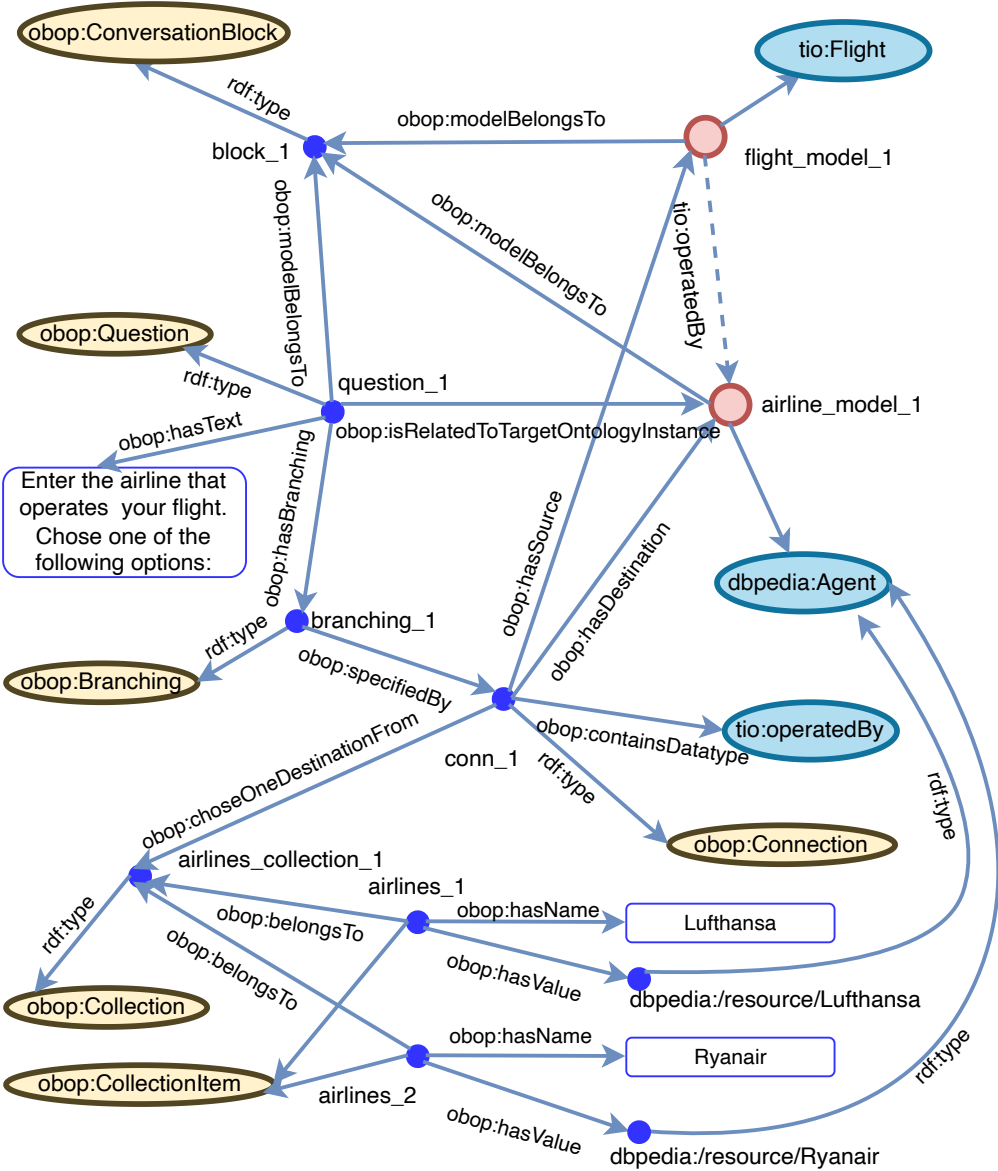 obop:ConversationBlock
tio:Flight
rdf:type
obop:modelBelongsTo
block_1
flight_model_1
obop:modelBelongsTo
obop:modelBelongsTo
tio:operatedBy
obop:Question
rdf:type
question_1
airline_model_1
obop:hasText
obop:isRelatedToTargetOntologyInstance
Enter the airline that
operates your flight.
Chose one of the
following options:
obop:hasBranching
obop:hasSource
obop:hasDestination
dbpedia:Agent
branching_1
rdf:type
obop:Branching
obop:specifiedBy
obop:containsDatatype
tio:operatedBy
conn_1
rdf:type
obop:choseOneDestinationFrom
rdf:type
obop:Connection
airlines_collection_1
airlines_1
rdf:type
obop:belongsTo
obop:hasName
Lufthansa
obop:belongsTo
obop:hasValue
dbpedia:/resource/Lufthansa
obop:Collection
obop:hasName
Ryanair
rdf:type
obop:CollectionItem
airlines_2
obop:hasValue
dbpedia:/resource/Ryanair